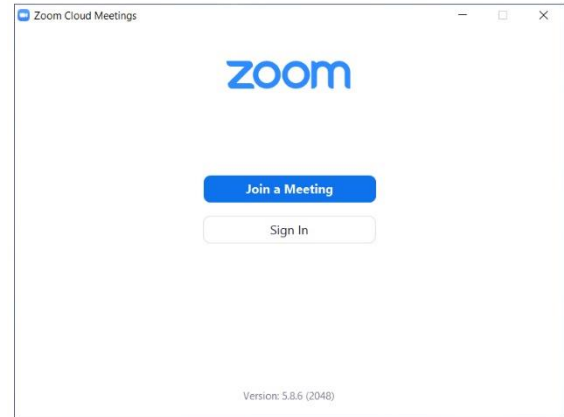 Zoom Cloud Meetings
zoom
Join a Meeting
Sign In
Version: 5.8.6 (2048)